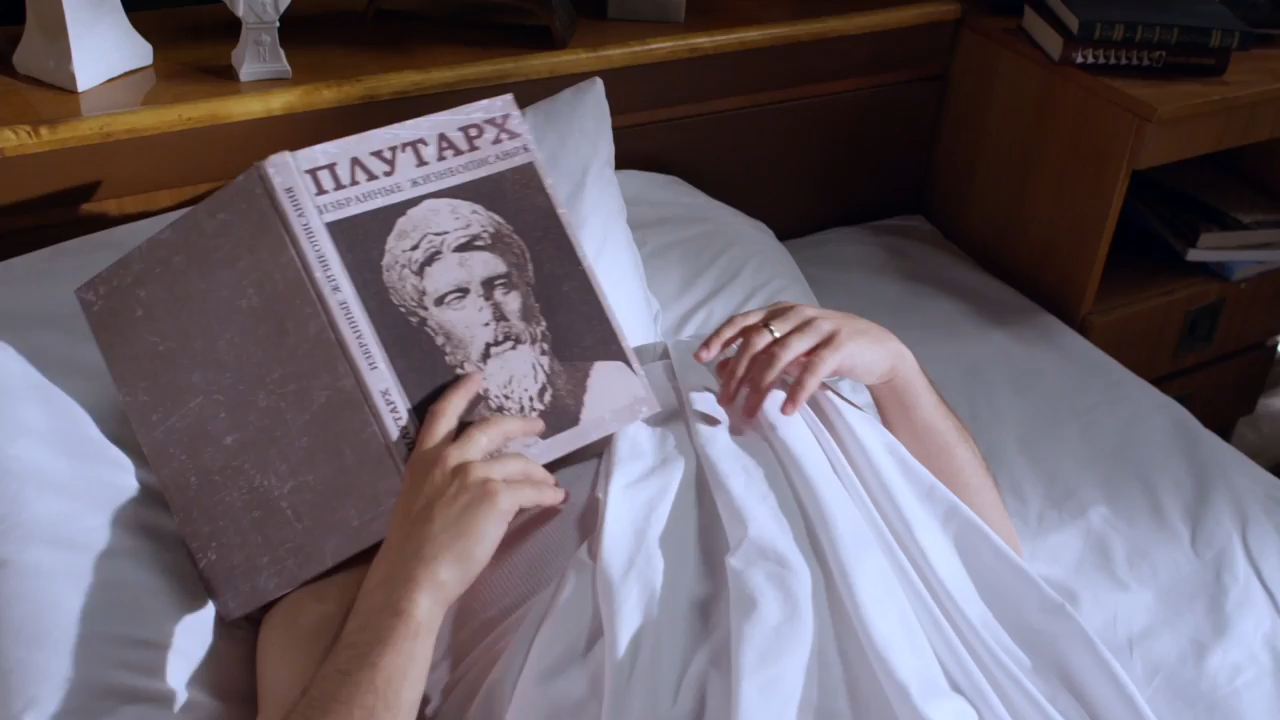 ПЛУТАРХ
ИЗБРАННЫЕ ЖИЗНЕОПИСАНИЯ
ПЛУТАРХ ИЗБРАННЫЕ ЖИЗНЕОПИСАНИЯ
N